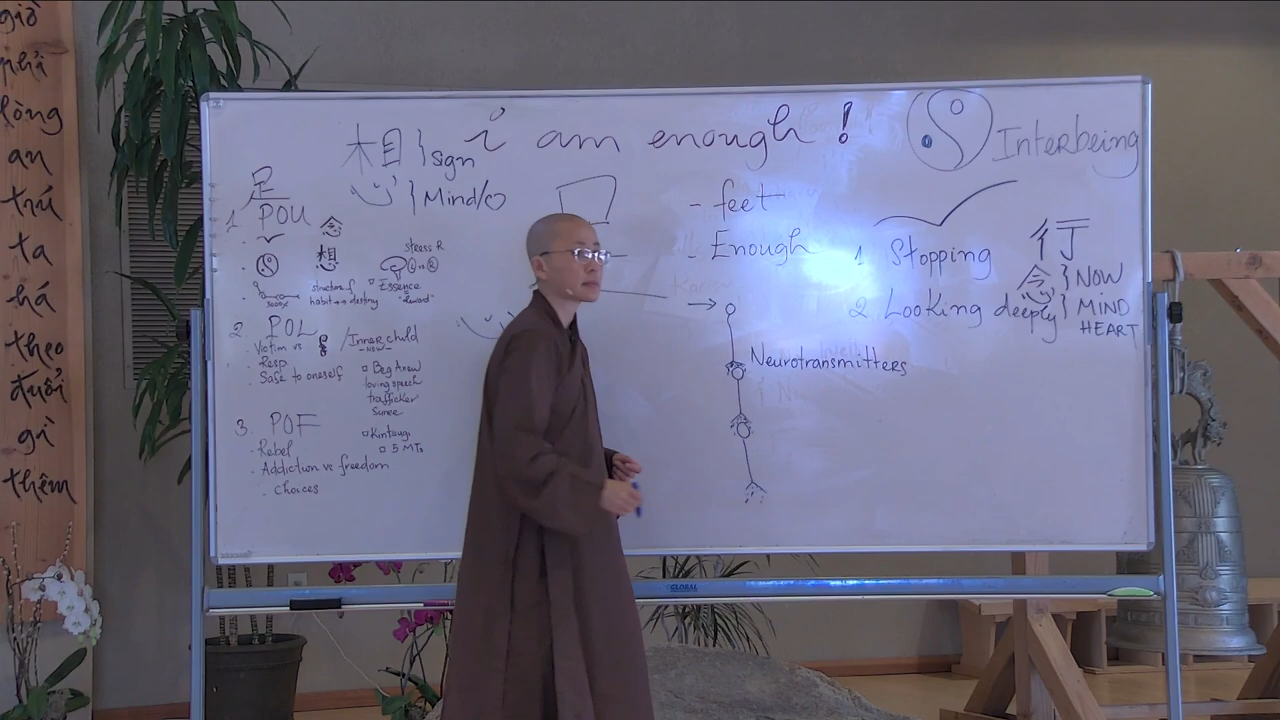 giờ
phải
lòng
an
trú
ta
há
theo
đuổi
gì
thêm
i am enough!
相 } sign
心 } Mind/
足
1 POU
念
想
stress R
structure of
Essence
habit → destiny
"Reward"
2. POL
Victim vs
/Inner child
- NOW -
Resp
Safe to oneself
Beg Anew
loving speech
trafficker
3. POF
Rebel
Kintsugi
5 MTs
Addiction vs freedom
Choices
- feet
- Enough
Neurotransmitters
Interbeing
1. Stopping
行
念 } NOW
2. Looking deeply } MIND
HEART
GLOBAL